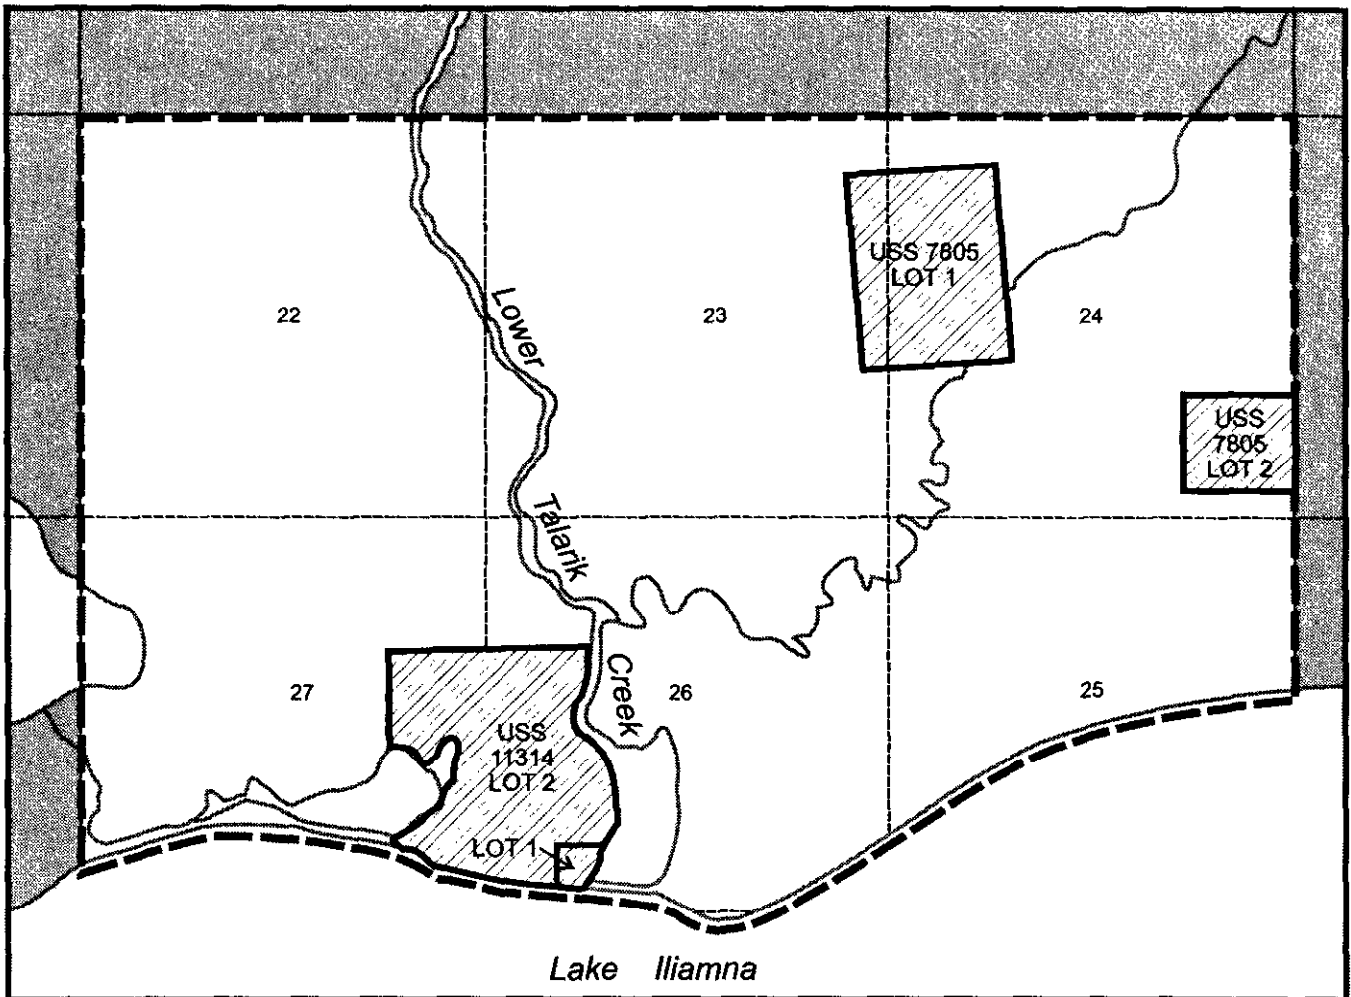 USS 7805
LOT 1
Lower
22
23
24
USS
7805
LOT 2
Talarik
Creek
27
26
25
USS
11314
LOT 2
LOT 1
Lake Iliamna